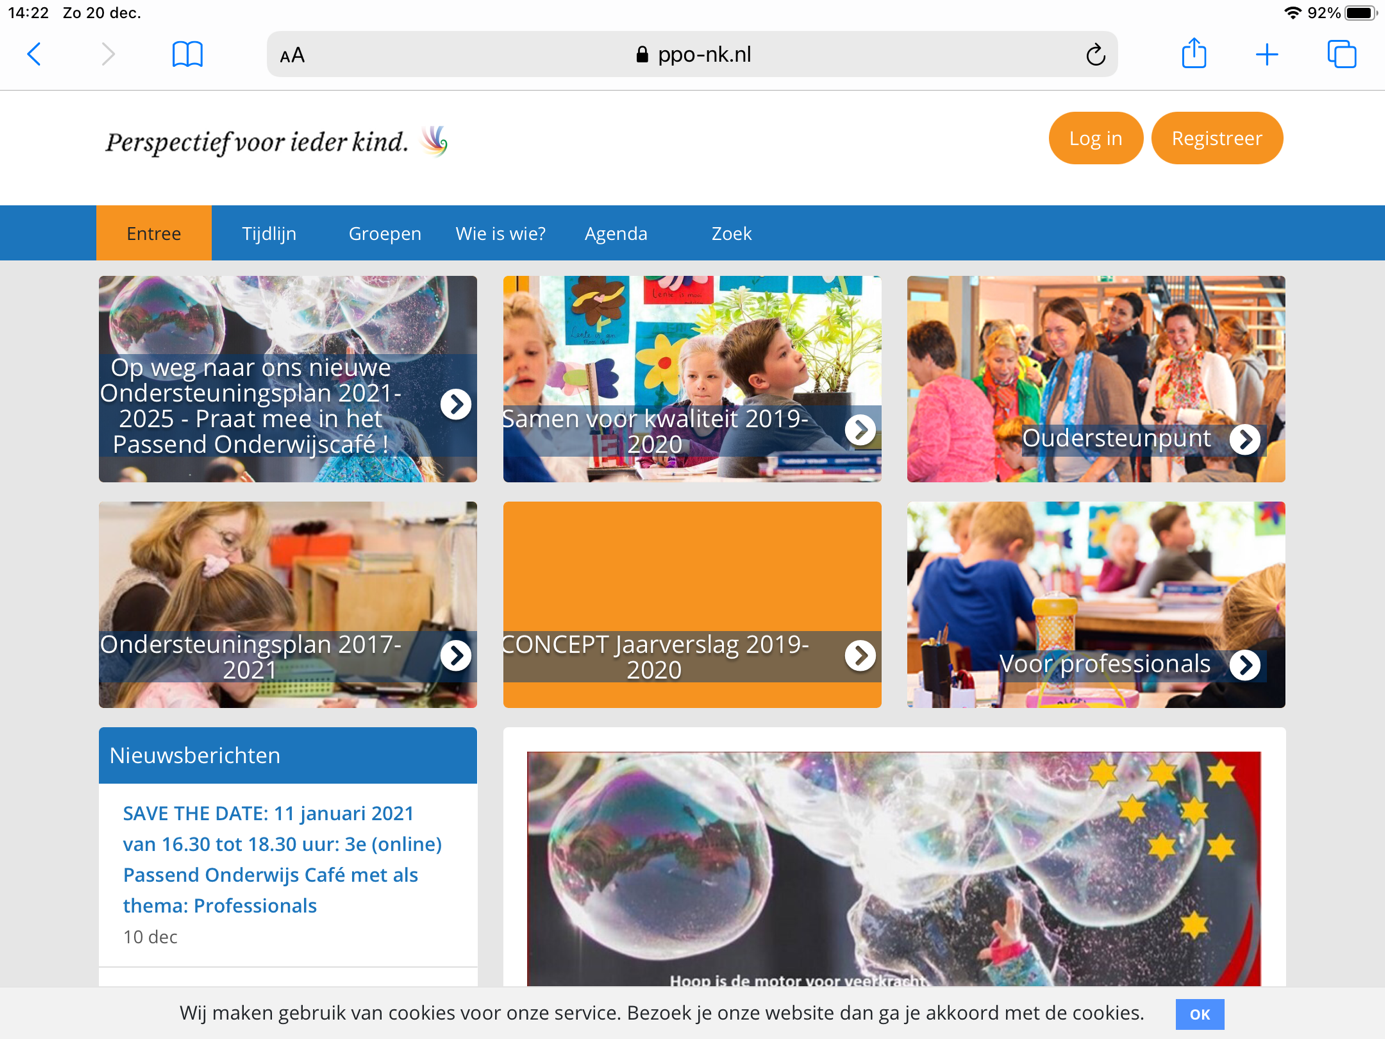 14:22 Zo 20 dec.
92%
AA
ppo-nk.nl
Perspectief voor ieder kind.
Log in
Registreer
Entree
Tijdlijn
Groepen
Wie is wie?
Agenda
Zoek
Op weg naar ons nieuwe
Ondersteuningsplan 2021-
2025 - Praat mee in het
Passend Onderwijscafé !
Samen voor kwaliteit 2019-
2020
Oudersteunpunt
Ondersteuningsplan 2017-
2021
CONCEPT Jaarverslag 2019-
2020
Voor professionals
Nieuwsberichten
SAVE THE DATE: 11 januari 2021
van 16.30 tot 18.30 uur: 3e (online)
Passend Onderwijs Café met als
thema: Professionals
10 dec
Hoop is de motor voor veerkracht
Wij maken gebruik van cookies voor onze service. Bezoek je onze website dan ga je akkoord met de cookies.
OK